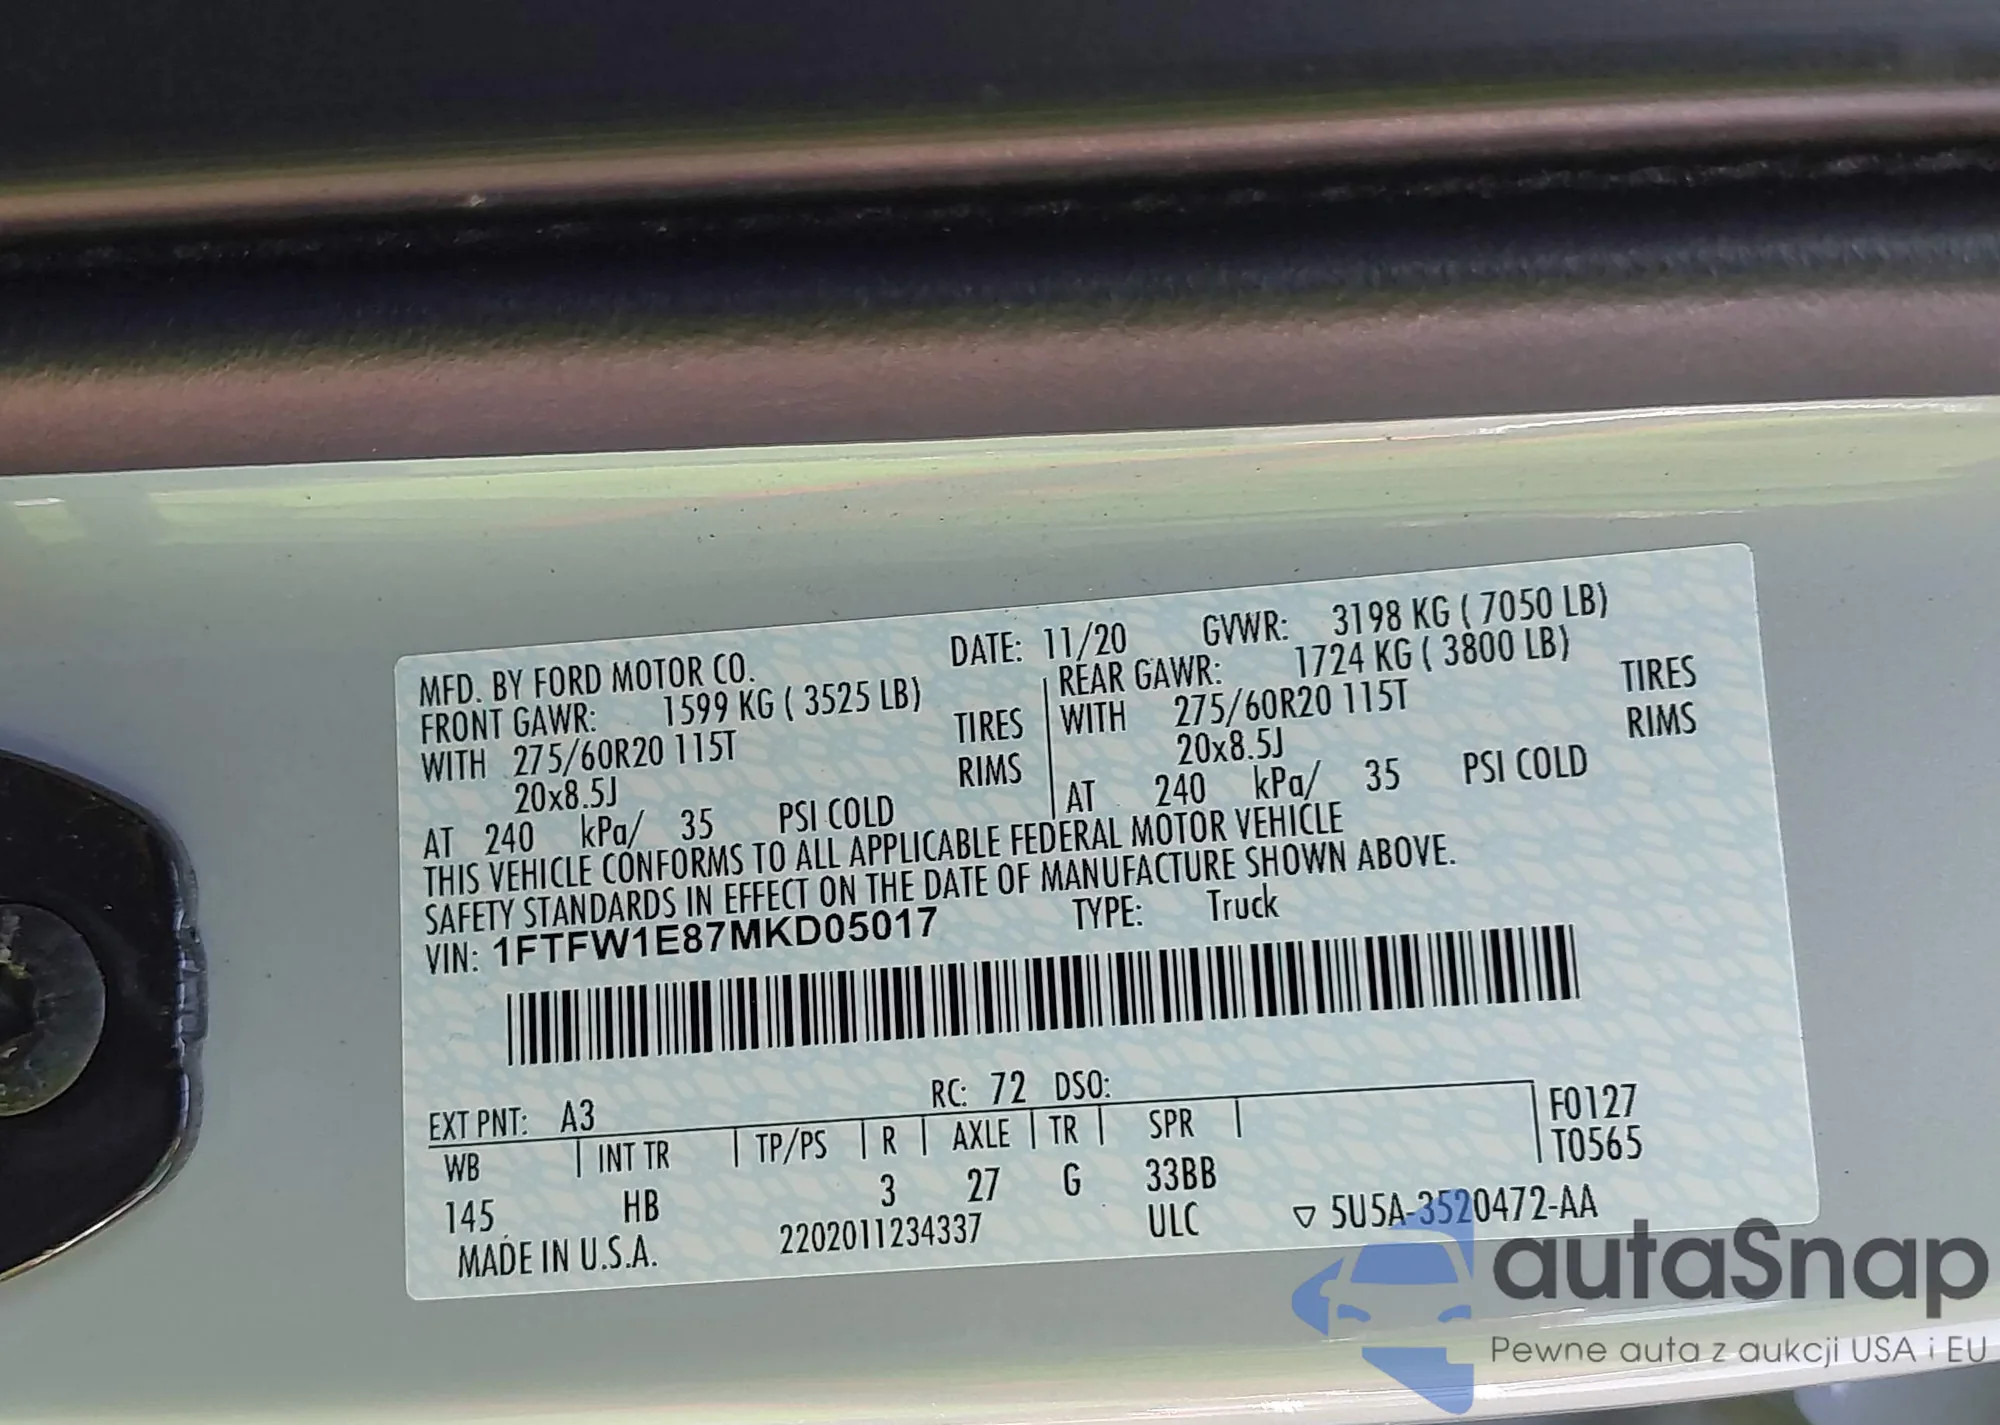 MFD. BY FORD MOTOR CO. DATE: 11/20 GVWR: 3198 KG ( 7050 LB)
FRONT GAWR: 1599 KG ( 3525 LB) REAR GAWR: 1724 KG ( 3800 LB)
WITH 275/60R20 115T TIRES WITH 275/60R20 115T TIRES
20x8.5J RIMS 20x8.5J RIMS
AT 240 kPa/ 35 PSI COLD AT 240 kPa/ 35 PSI COLD
THIS VEHICLE CONFORMS TO ALL APPLICABLE FEDERAL MOTOR VEHICLE
SAFETY STANDARDS IN EFFECT ON THE DATE OF MANUFACTURE SHOWN ABOVE.
VIN: 1FTFW1E87MKD05017 TYPE: Truck
EXT PNT: A3 RC: 72 DSO:
WB INT TR TP/PS R AXLE TR SPR F0127
T0565
145 HB 3 27 G 33BB
MADE IN U.S.A. 2202011234337 ULC ▽ 5U5A-3520472-AA
autaSnap
Pewne auta z aukcji USA i EU